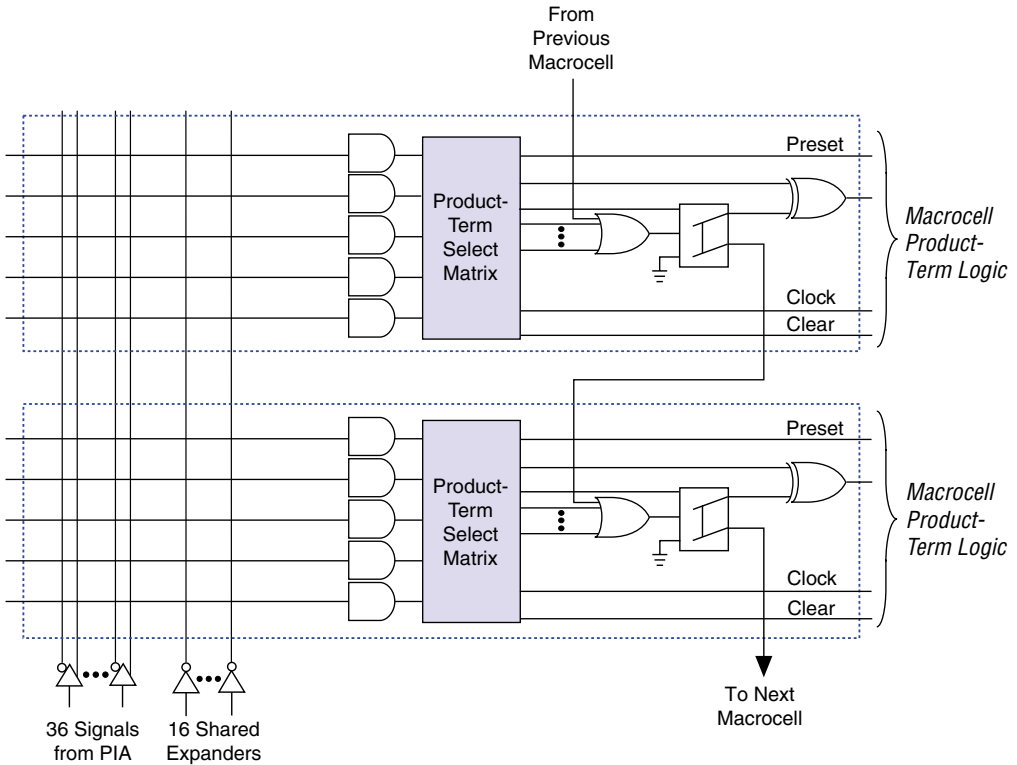 From
Previous
Macrocell
Preset
Product-
Term
Select
Matrix
Macrocell
Product-
Term Logic
Clock
Clear
Preset
Product-
Term
Select
Matrix
Macrocell
Product-
Term Logic
Clock
Clear
36 Signals
from PIA
16 Shared
Expanders
To Next
Macrocell